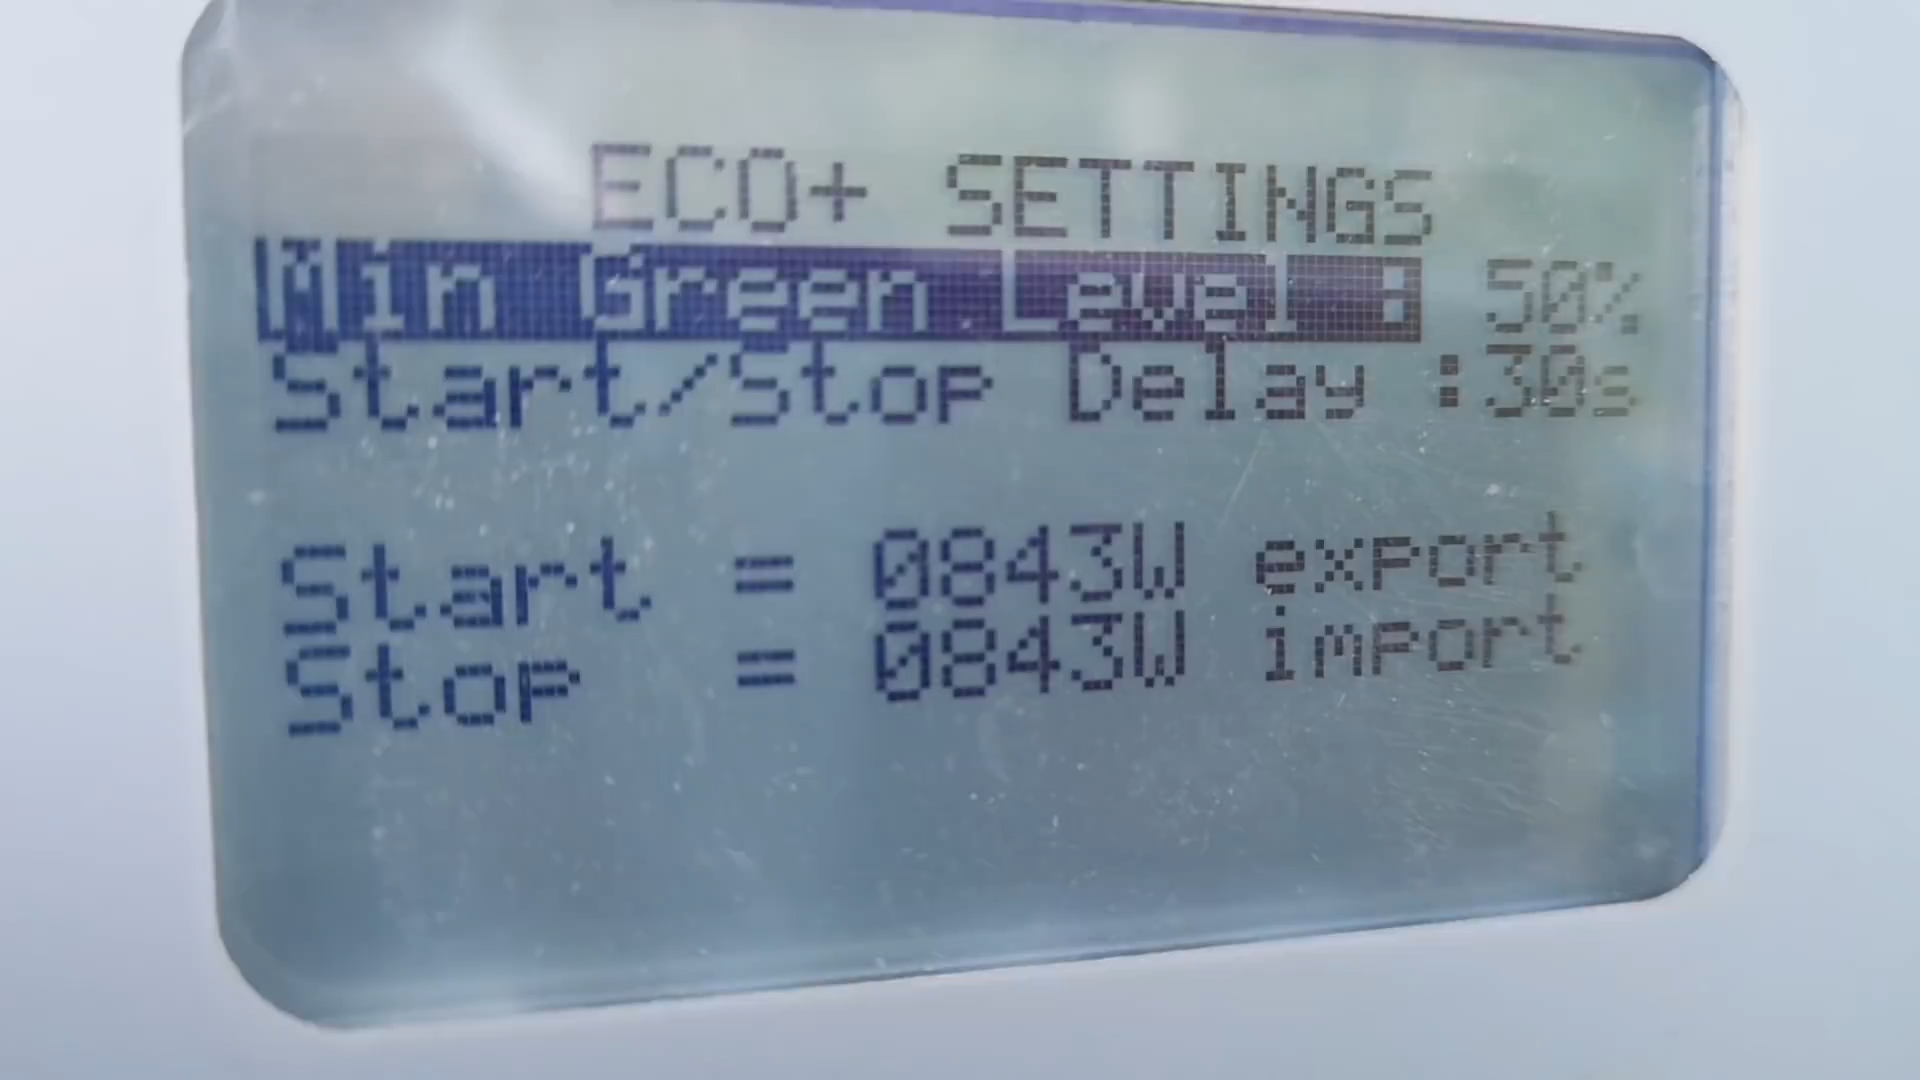 ECO+ SETTINGS
Min Green Level : 50%
Start/Stop Delay :30s
Start = 0843W export
Stop = 0843W import